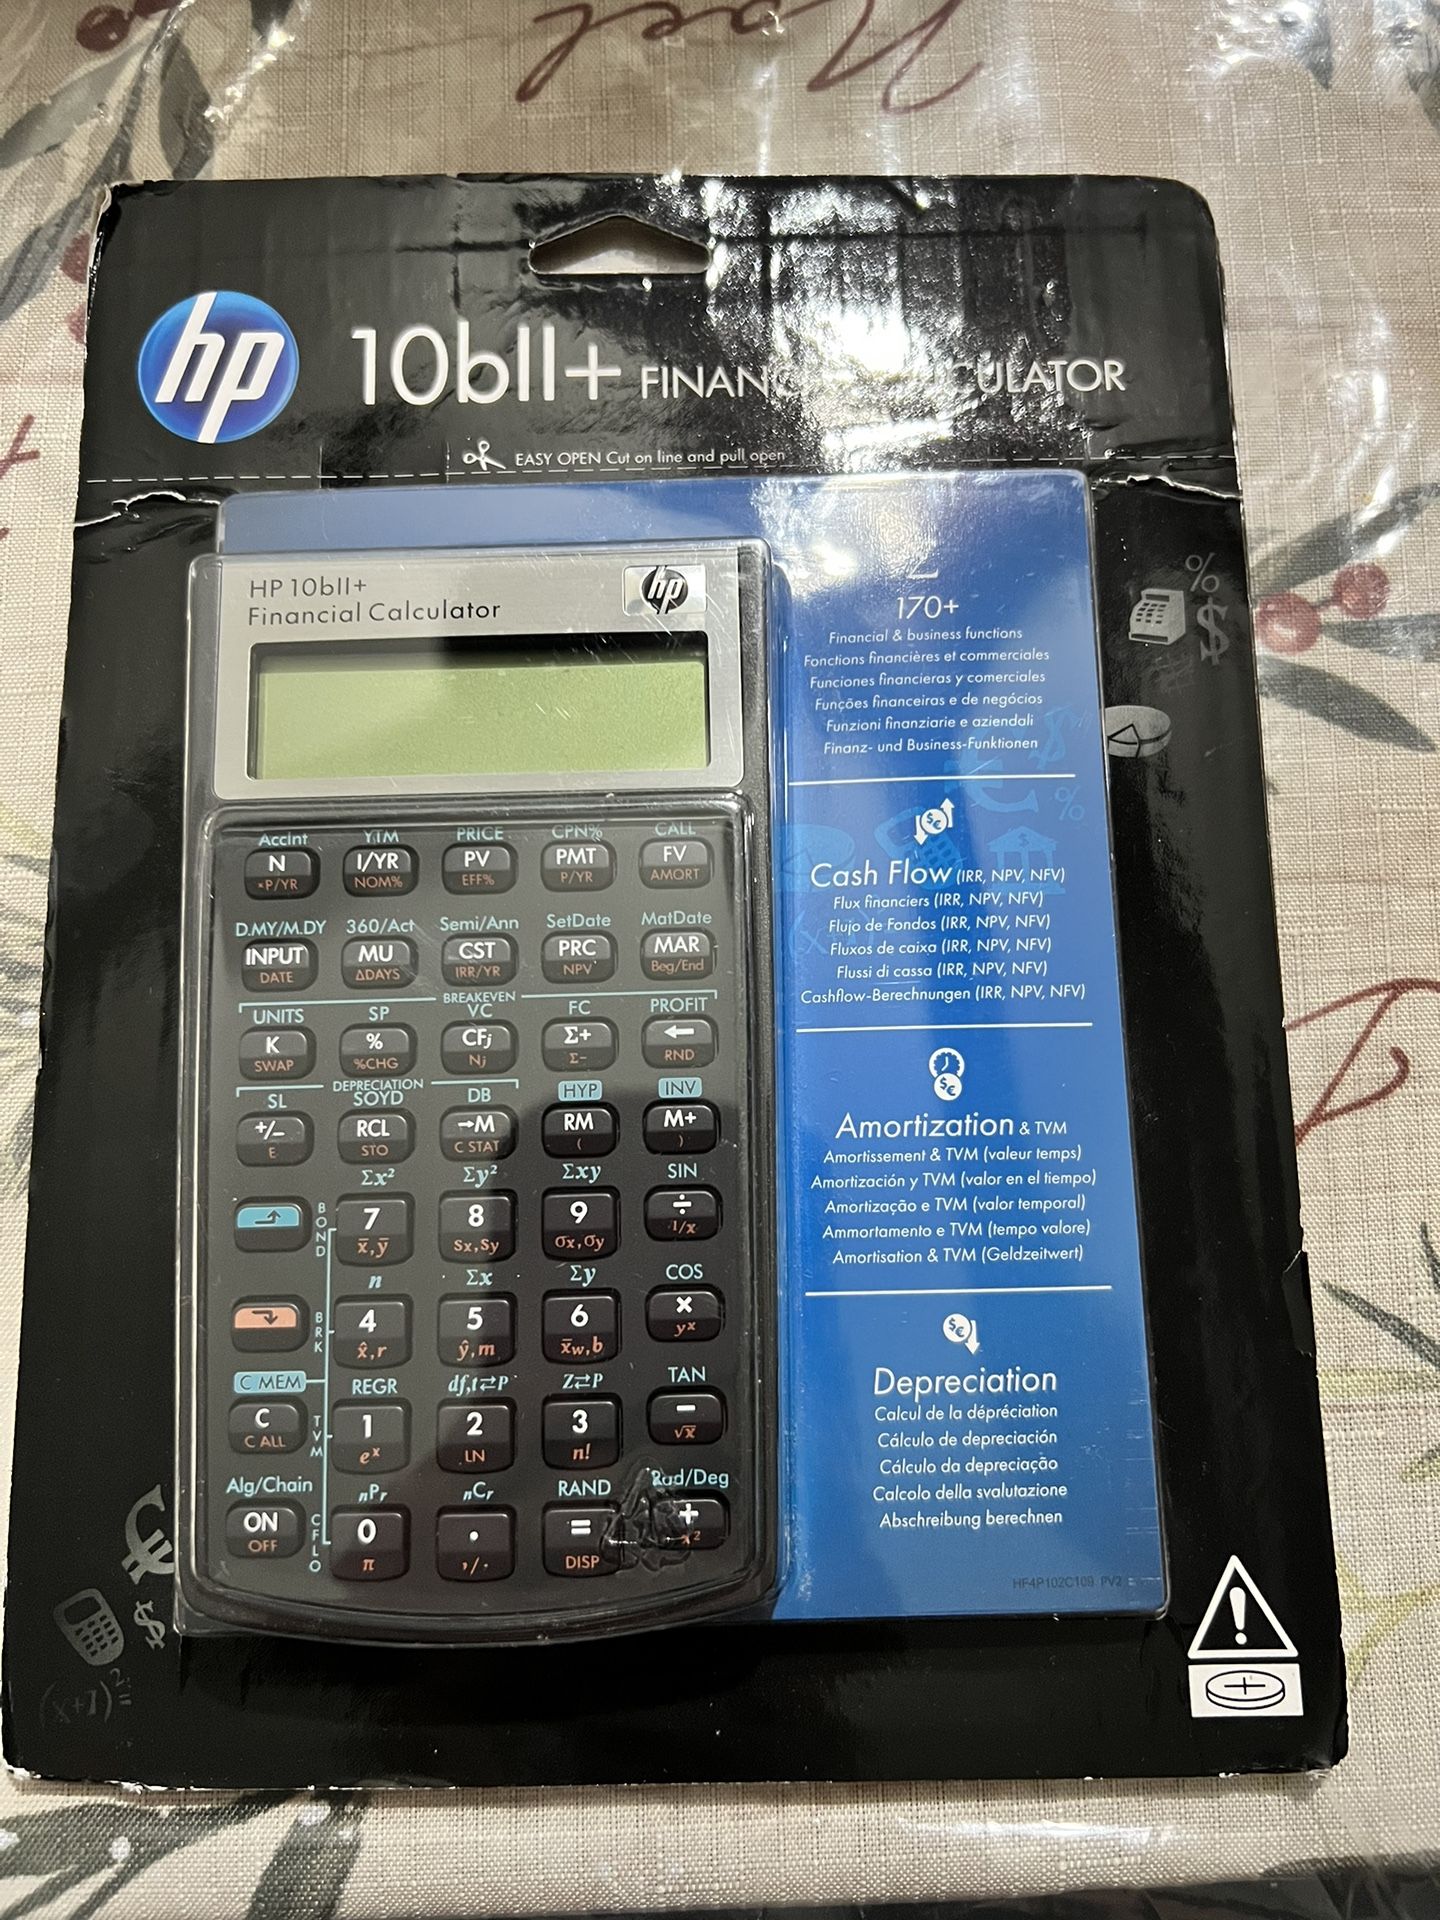 Noel
hp
10bII+ FINAN CULATOR
EASY OPEN Cut on line and pull open
HP 10bII+
Financial Calculator
hp
170+
Financial & business functions
Fonctions financières et commerciales
Funciones financieras y comerciales
Funções financeiras e de negócios
Funzioni finanziarie e aziendali
Finanz- und Business-Funktionen
Cash Flow (IRR, NPV, NFV)
Flux financiers (IRR, NPV, NFV)
Flujo de Fondos (IRR, NPV, NFV)
Fluxos de caixa (IRR, NPV, NFV)
Flussi di cassa (IRR, NPV, NFV)
Cashflow-Berechnungen (IRR, NPV, NFV)
Amortization & TVM
Amortissement & TVM (valeur temps)
Amortización y TVM (valor en el tiempo)
Amortização e TVM (valor temporal)
Ammortamento e TVM (tempo valore)
Amortisation & TVM (Geldzeitwert)
Depreciation
Calcul de la dépréciation
Cálculo de depreciación
Cálculo da depreciação
Calcolo della svalutazione
Abschreibung berechnen
HF4P102C109 PV2
AccInt YTM PRICE CPN% CALL
N I/YR PV PMT FV
×P/YR NOM% EFF% P/YR AMORT
D.MY/M.DY 360/Act Semi/Ann SetDate MatDate
INPUT MU CST PRC MAR
DATE ΔDAYS IRR/YR NPV Beg/End
BREAKEVEN
UNITS SP VC FC PROFIT
K % CFj Σ+ ←
SWAP %CHG Nj Σ− RND
DEPRECIATION
SL SOYD DB HYP INV
+/− RCL →M RM M+
E STO C STAT ( )
Σx² Σy² Σxy SIN
7 8 9 ÷
x̄,ȳ Sx,Sy σx,σy 1/x
BOND
n Σx Σy COS
4 5 6 ×
x̂,r ŷ,m x̄w,b yˣ
BRK
C MEM REGR df,t⇄P Z⇄P TAN
C 1 2 3 −
C ALL eˣ LN n! √x
TVM
Alg/Chain nPr nCr RAND Rad/Deg
ON 0 . = +
OFF π ,/. DISP x²
CFLO
% $
€ $
(x+1)²=